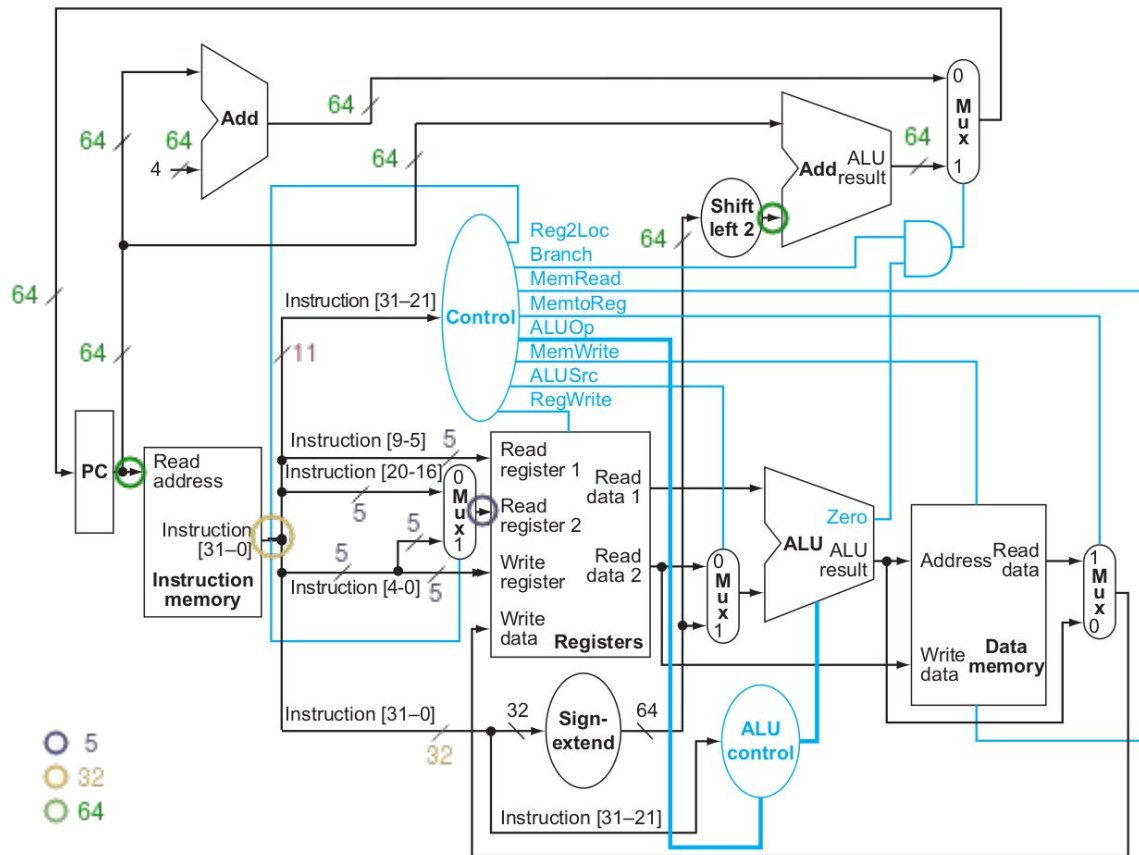 0
M
u
x
1
64
Add
64
64
4
64
64
Add
ALU
result
64
Shift
left 2
64
Reg2Loc
Branch
MemRead
MemtoReg
ALUOp
MemWrite
ALUSrc
RegWrite
Control
Instruction [31–21]
11
64
64
PC
Read
address
Instruction
[31–0]
Instruction
memory
Instruction [9-5]
5
Instruction [20-16]
5
0
M
u
x
1
5
5
Instruction [4-0]
5
Read
register 1
Read
data 1
Read
register 2
Write
register
Read
data 2
Write
data
Registers
0
M
u
x
1
Zero
ALU
ALU
result
Address
Read
data
Write
data
Data
memory
1
M
u
x
0
Instruction [31–0]
32
32
Sign-
extend
64
ALU
control
Instruction [31–21]
5
32
64